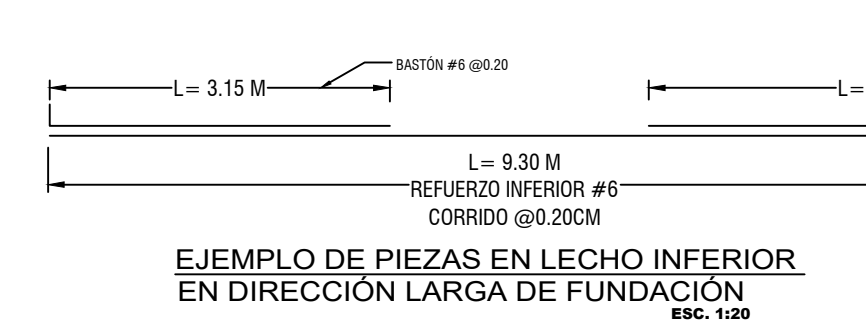 BASTÓN #6 @0.20
L= 3.15 M
L=
L= 9.30 M
REFUERZO INFERIOR #6
CORRIDO @0.20CM
EJEMPLO DE PIEZAS EN LECHO INFERIOR
EN DIRECCIÓN LARGA DE FUNDACIÓN
ESC. 1:20